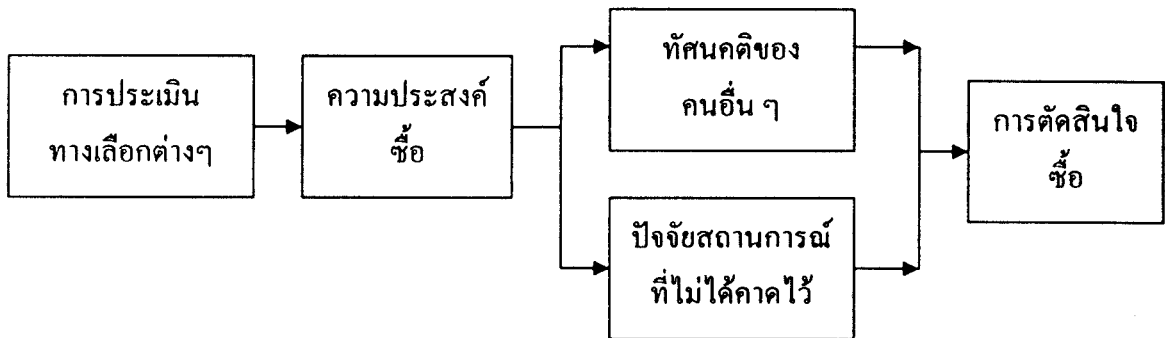 การประเมิน
ทางเลือกต่างๆ
ความประสงค์
ซื้อ
ทัศนคติของ
คนอื่น ๆ
ปัจจัยสถานการณ์
ที่ไม่ได้คาดไว้
การตัดสินใจ
ซื้อ